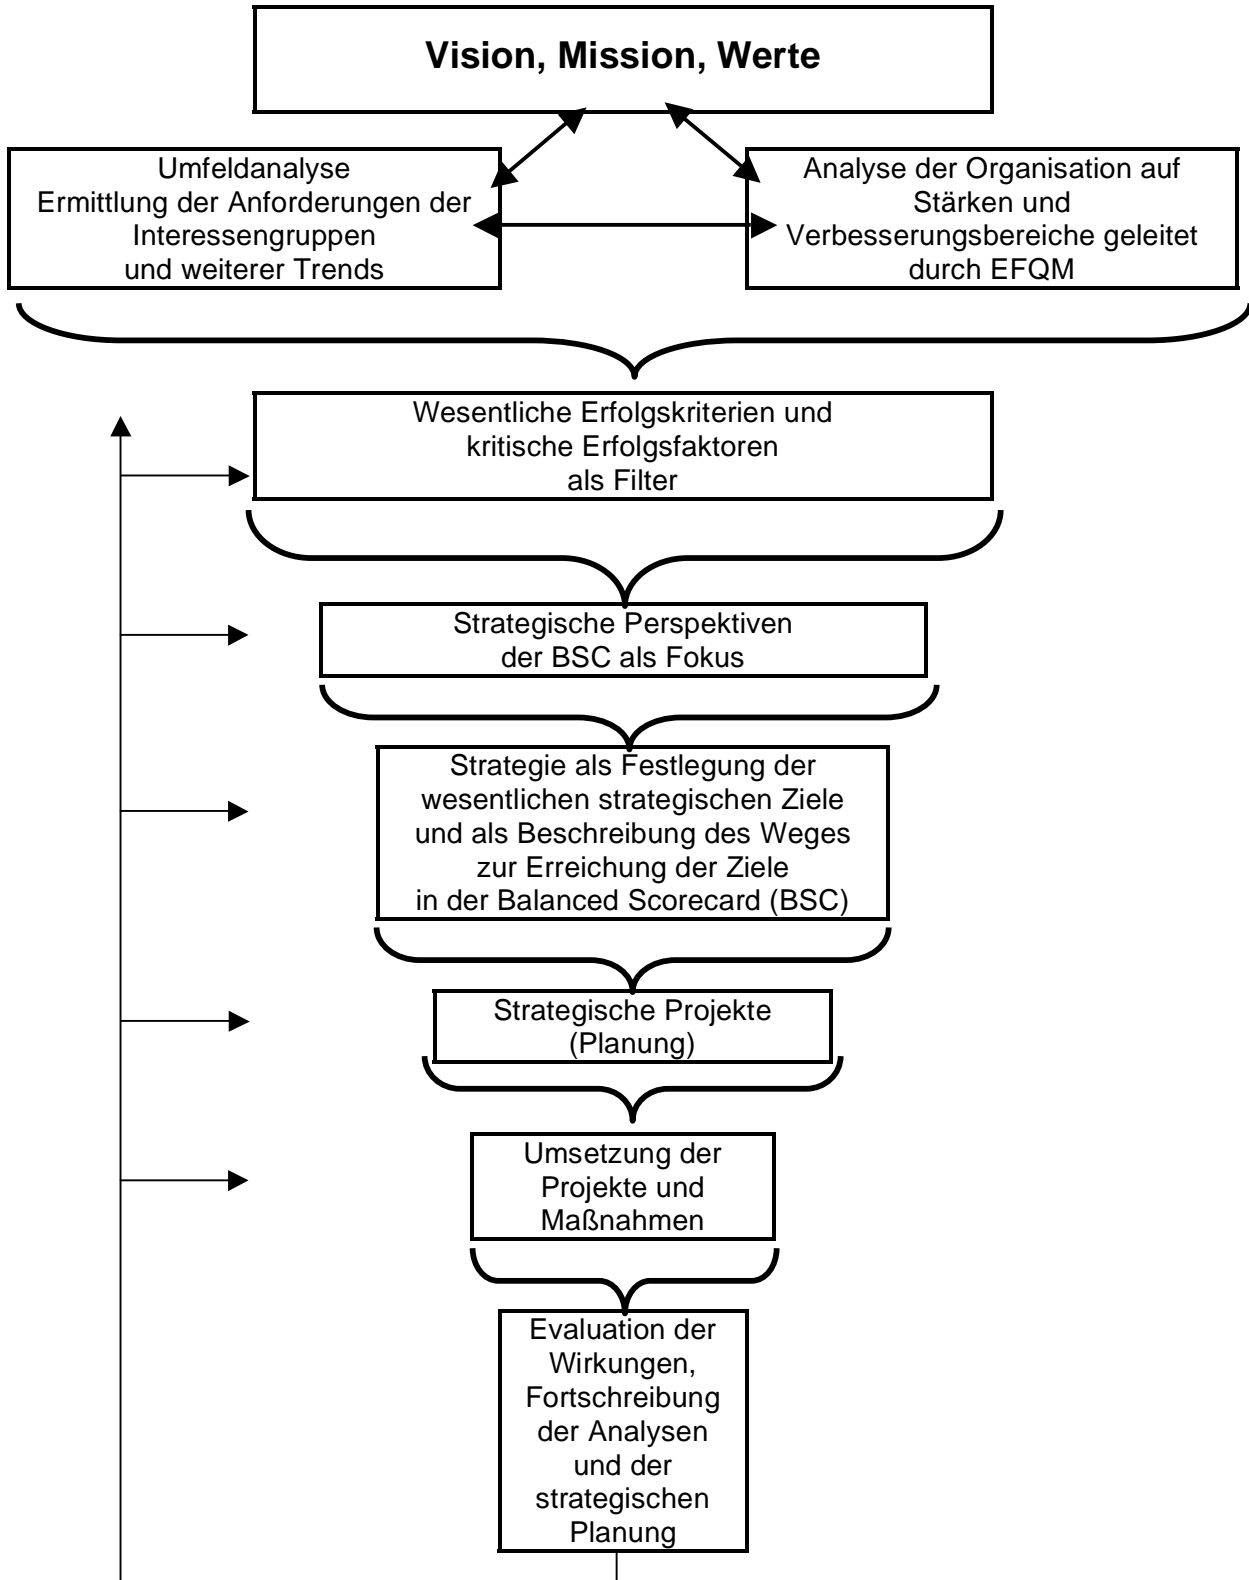 Vision, Mission, Werte
Umfeldanalyse
Ermittlung der Anforderungen der
Interessengruppen
und weiterer Trends
Analyse der Organisation auf
Stärken und
Verbesserungsbereiche geleitet
durch EFQM
Wesentliche Erfolgskriterien und
kritische Erfolgsfaktoren
als Filter
Strategische Perspektiven
der BSC als Fokus
Strategie als Festlegung der
wesentlichen strategischen Ziele
und als Beschreibung des Weges
zur Erreichung der Ziele
in der Balanced Scorecard (BSC)
Strategische Projekte
(Planung)
Umsetzung der
Projekte und
Maßnahmen
Evaluation der
Wirkungen,
Fortschreibung
der Analysen
und der
strategischen
Planung